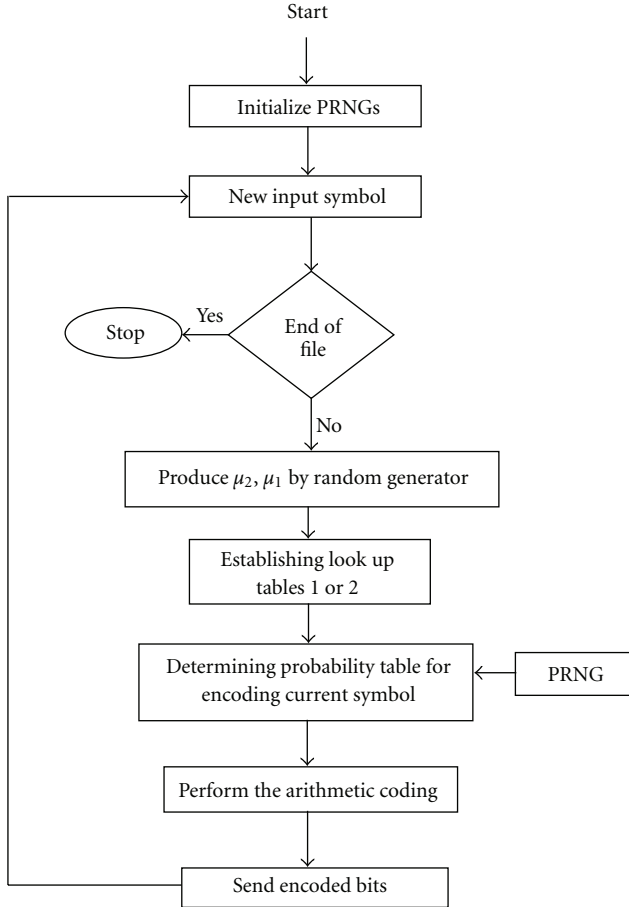 Start
Initialize PRNGs
New input symbol
Yes
Stop
End of
file
No
Produce μ₂, μ₁ by random generator
Establishing look up
tables 1 or 2
Determining probability table for
encoding current symbol
PRNG
Perform the arithmetic coding
Send encoded bits